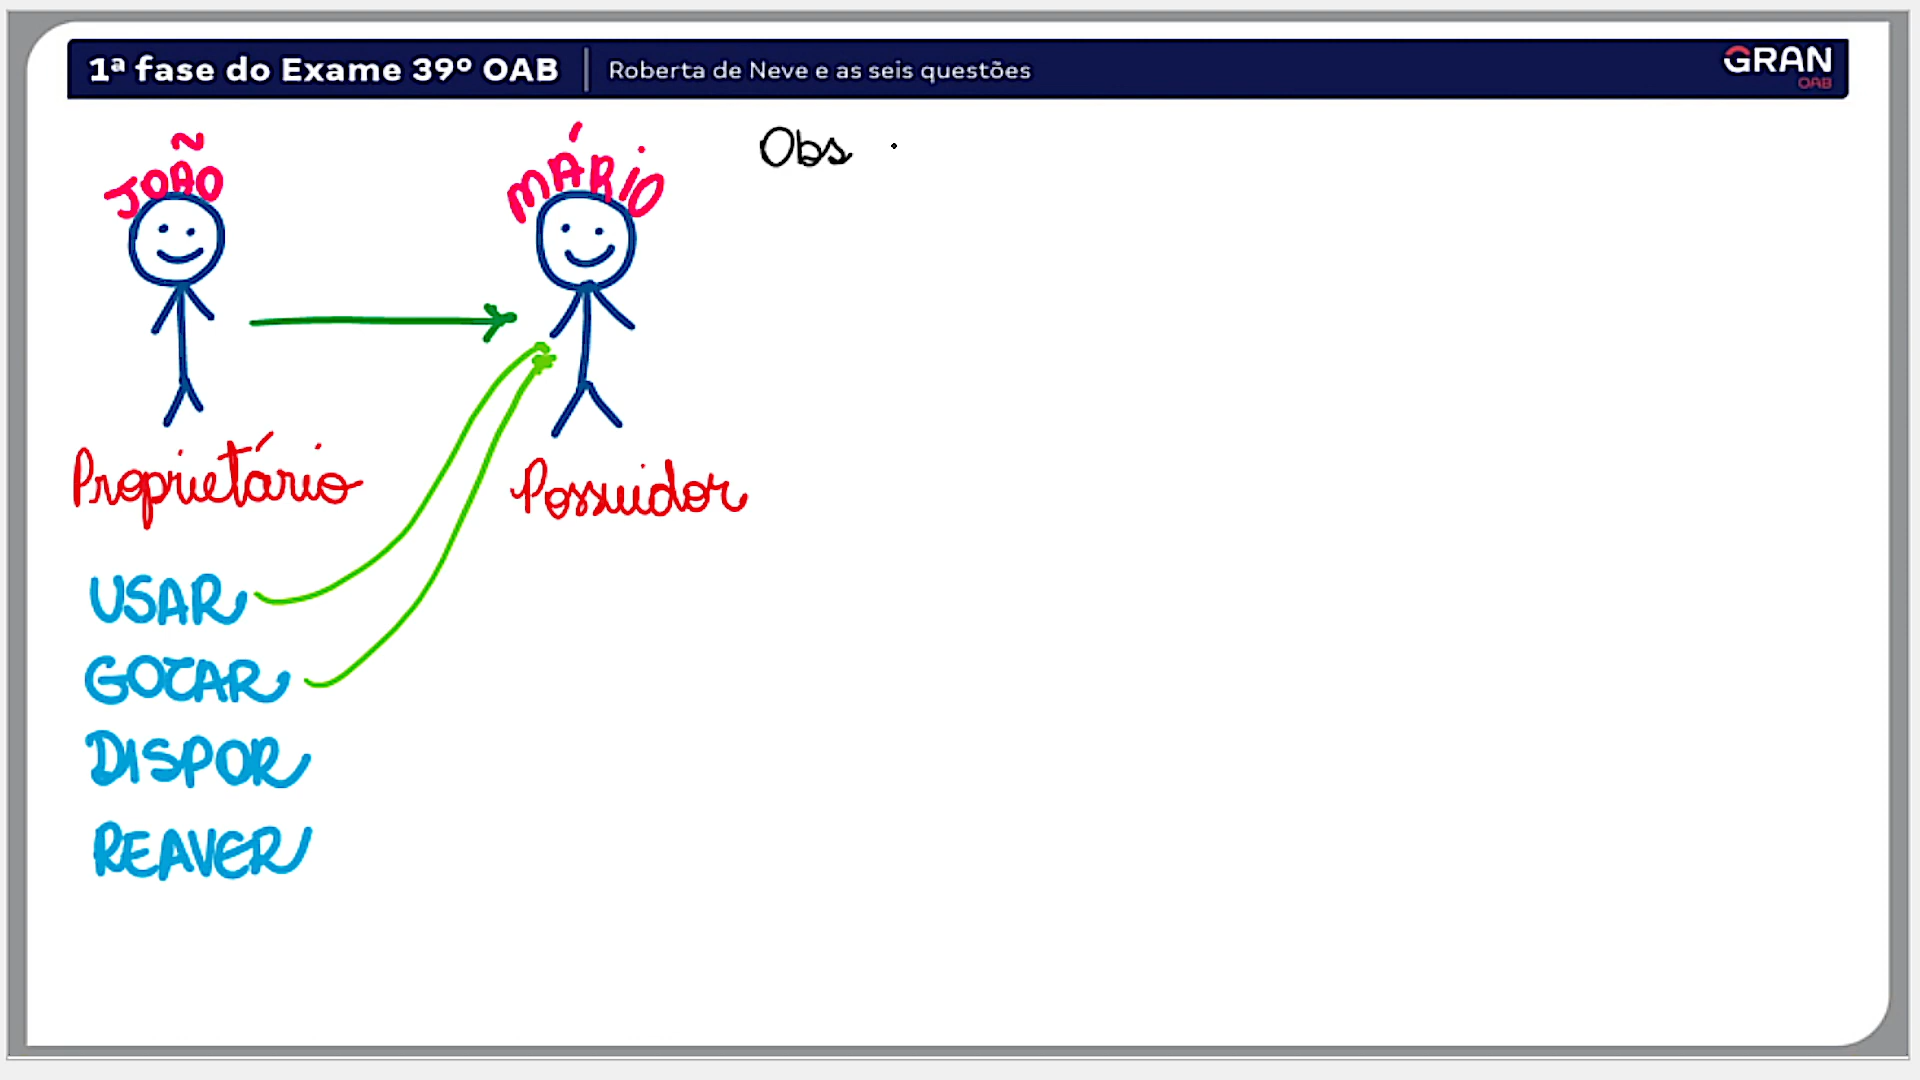 1ª fase do Exame 39º OAB
Roberta de Neve e as seis questões
GRAN
OAB
JOÃO
MÁRIO
Obs
Proprietário
Possuidor
USAR
GOZAR
DISPOR
REAVER